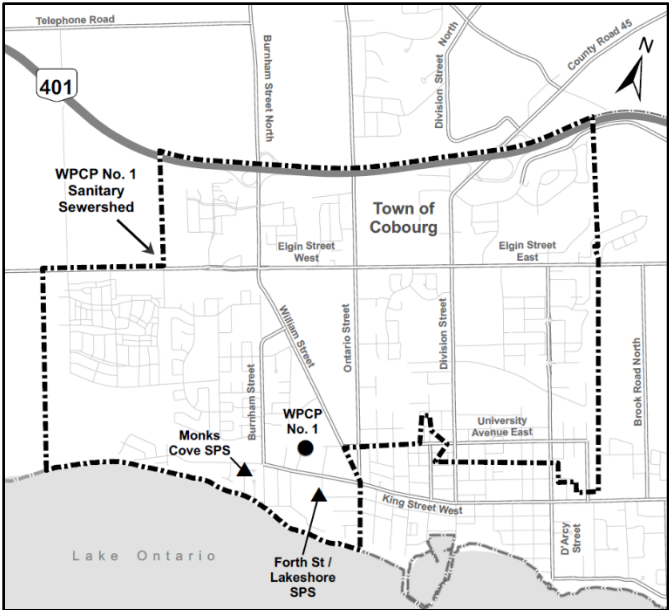 Telephone Road
Burnham Street North
Division Street
North
County Road 45
N
401
WPCP No. 1
Sanitary
Sewershed
Town of
Cobourg
Elgin Street
West
Elgin Street
East
William Street
Ontario Street
Division Street
Brook Road North
Burnham Street
WPCP
No. 1
University
Avenue East
Monks
Cove SPS
King Street West
D'Arcy
Street
Lake Ontario
Forth St /
Lakeshore
SPS